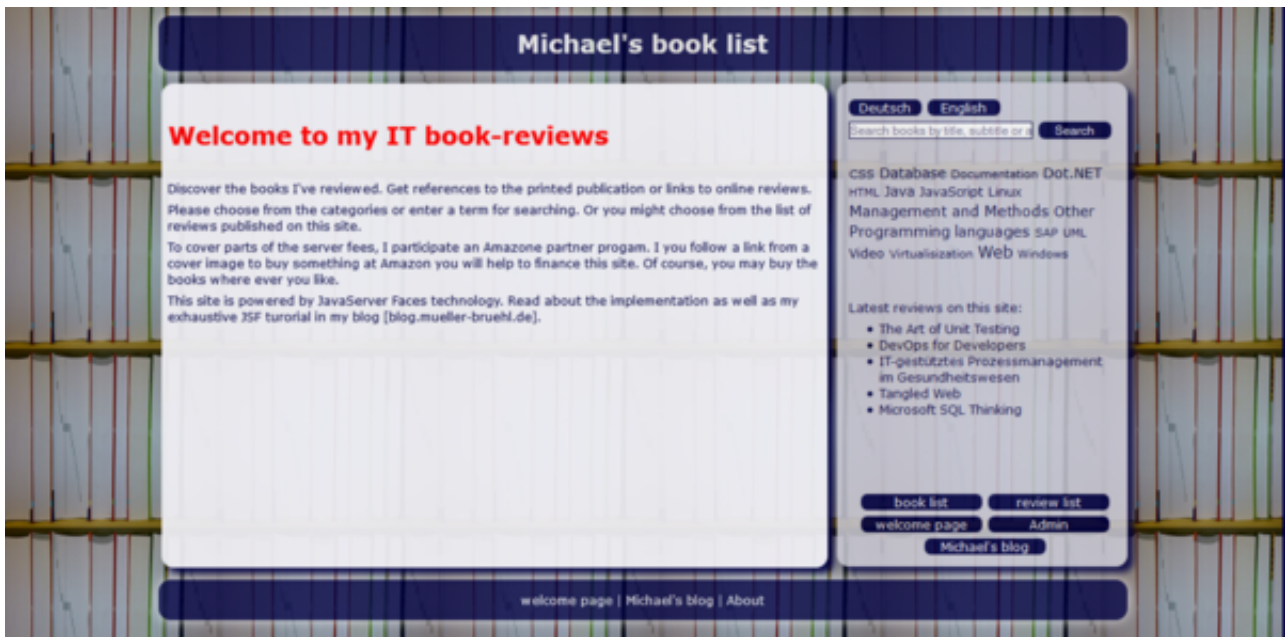 Michael's book list
Welcome to my IT book-reviews
Discover the books I've reviewed. Get references to the printed publication or links to online reviews.
Please choose from the categories or enter a term for searching. Or you might choose from the list of
reviews published on this site.
To cover parts of the server fees, I participate an Amazone partner progam. I you follow a link from a
cover image to buy something at Amazon you will help to finance this site. Of course, you may buy the
books where ever you like.
This site is powered by JavaServer Faces technology. Read about the implementation as well as my
exhaustive JSF turorial in my blog [blog.mueller-bruehl.de].
Deutsch English
Search books by title, subtitle or a Search
CSS Database Documentation Dot.NET
HTML Java JavaScript Linux
Management and Methods Other
Programming languages SAP UML
Video Virtualisization Web Windows
Latest reviews on this site:
• The Art of Unit Testing
• DevOps for Developers
• IT-gestütztes Prozessmanagement
im Gesundheitswesen
• Tangled Web
• Microsoft SQL Thinking
book list review list
welcome page Admin
Michael's blog
welcome page | Michael's blog | About